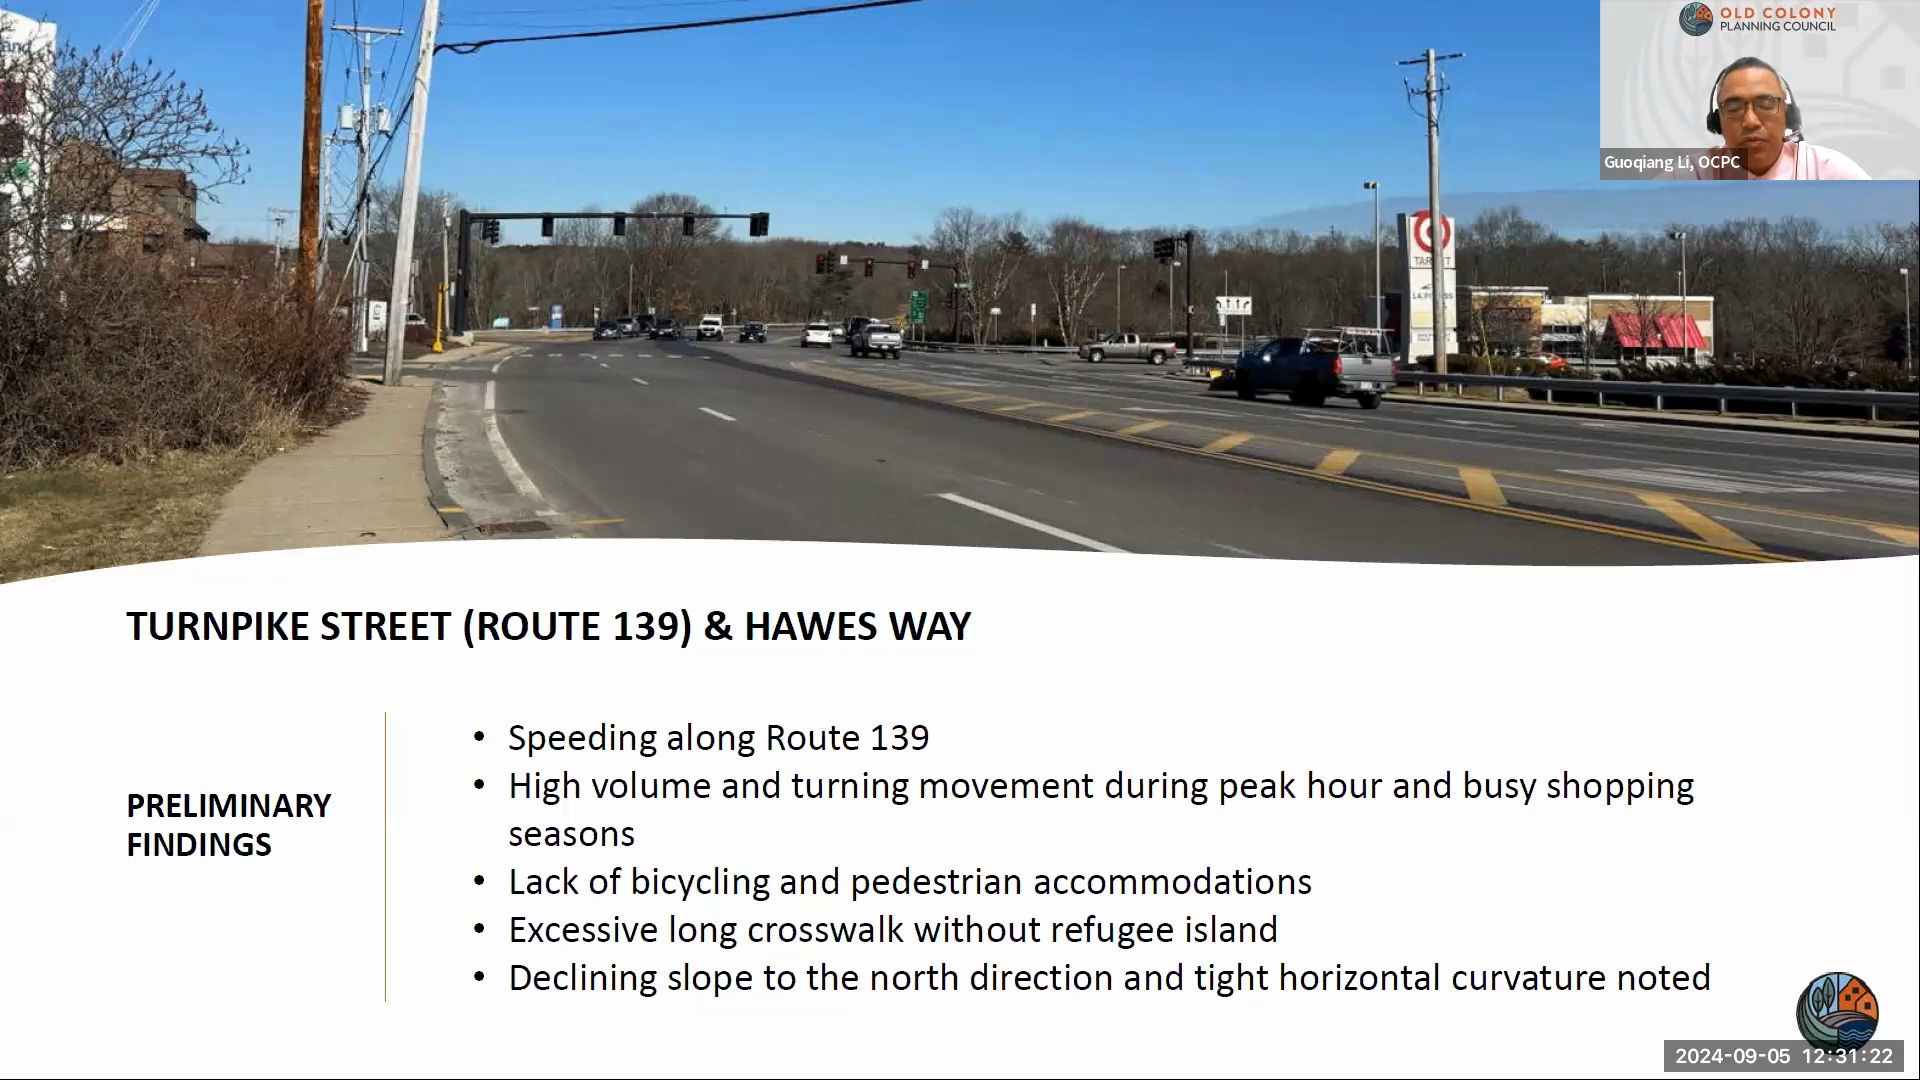 OLD COLONY
PLANNING COUNCIL
Guoqiang Li, OCPC
TARGET
TURNPIKE STREET (ROUTE 139) & HAWES WAY
PRELIMINARY
FINDINGS
• Speeding along Route 139
• High volume and turning movement during peak hour and busy shopping
seasons
• Lack of bicycling and pedestrian accommodations
• Excessive long crosswalk without refugee island
• Declining slope to the north direction and tight horizontal curvature noted
2024-09-05 12:31:22